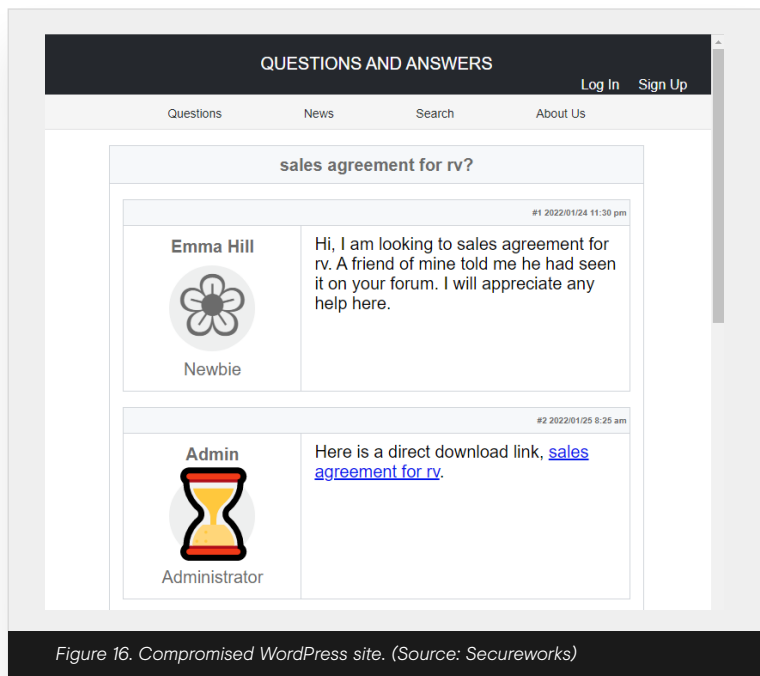 QUESTIONS AND ANSWERS
Log In Sign Up
Questions News Search About Us
sales agreement for rv?
#1 2022/01/24 11:30 pm
Emma Hill
Newbie
Hi, I am looking to sales agreement for
rv. A friend of mine told me he had seen
it on your forum. I will appreciate any
help here.
#2 2022/01/25 8:25 am
Admin
Administrator
Here is a direct download link, sales
agreement for rv.
Figure 16. Compromised WordPress site. (Source: Secureworks)